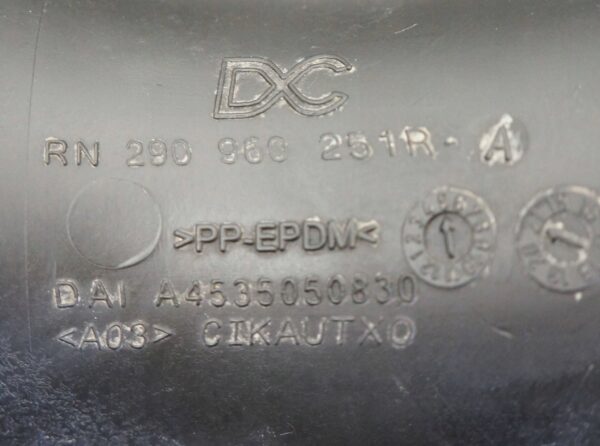 DC
RN 290 960 251R- A
>PP-EPDM<
DAI A4535050830
<A03> CIKAUTXO